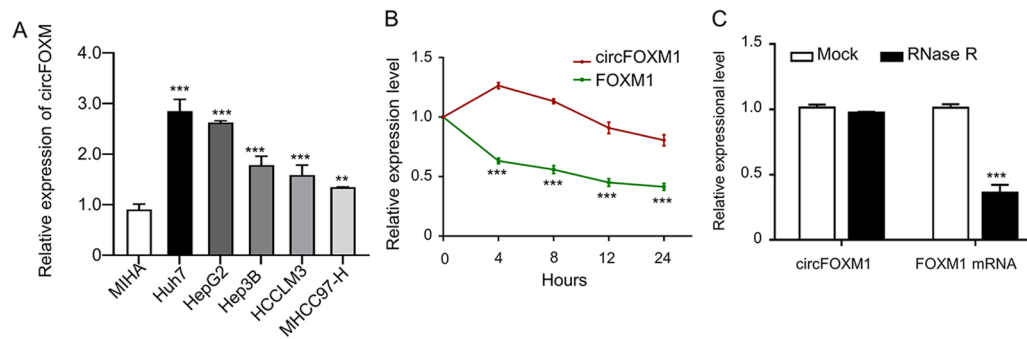 A
Relative expression of circFOXM
4.0
3.0
2.0
1.0
0
***
***
***
***
**
MIHA
Huh7
HepG2
Hep3B
HCCLM3
MHCC97-H
B
Relative expression level
1.5
1.0
0.5
0
circFOXM1
FOXM1
***
***
***
***
0 4 8 12 24
Hours
C
Relative expressional level
1.5
1.0
0.5
0
Mock RNase R
***
circFOXM1 FOXM1 mRNA